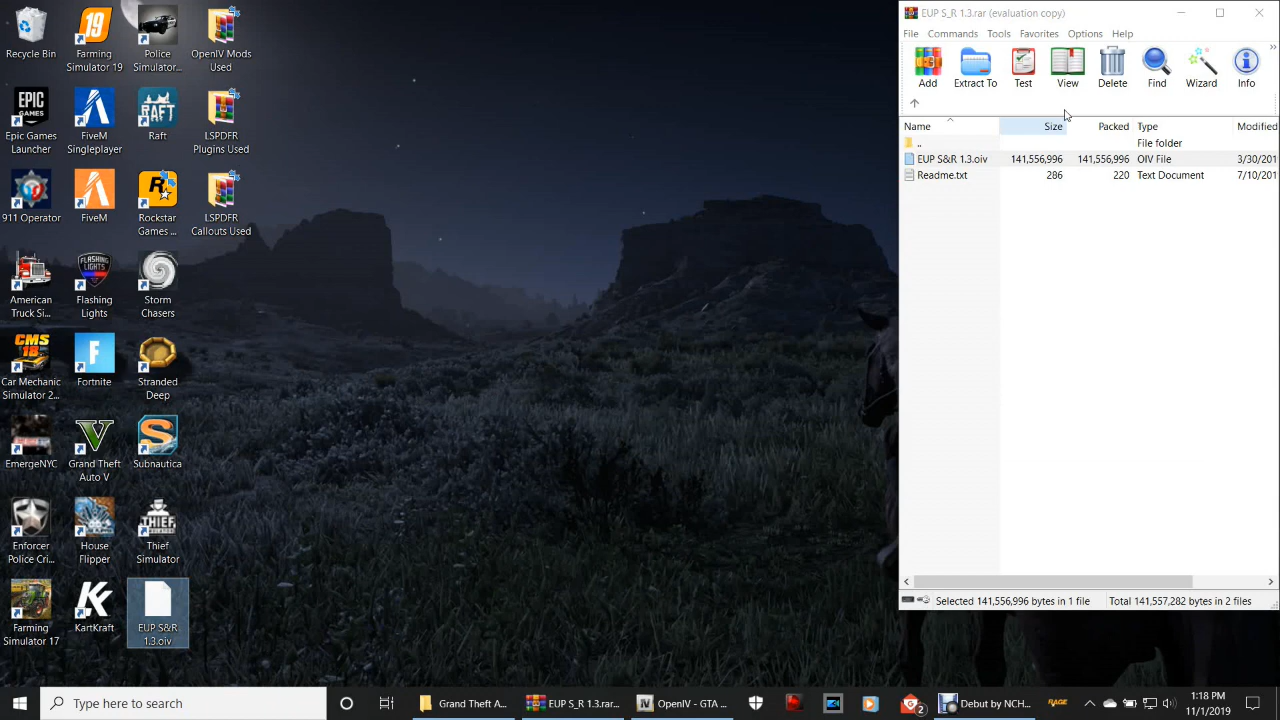 Recycle Bin
Farming
Simulator 19
Police
Simulator...
OpenIV Mods
Used
Epic Games
Launcher
FiveM
Singleplayer
Raft
LSPDFR
Plugins Used
911 Operator
FiveM
Rockstar
Games ...
LSPDFR
Callouts Used
American
Truck Si...
Flashing
Lights
Storm
Chasers
Car Mechanic
Simulator 2...
Fortnite
Stranded
Deep
EmergeNYC
Grand Theft
Auto V
Subnautica
Enforcer
Police Cri...
House
Flipper
Thief
Simulator
Farming
Simulator 17
KartKraft
EUP S&R
1.3.oiv
EUP S_R 1.3.rar (evaluation copy)
File Commands Tools Favorites Options Help
Add Extract To Test View Delete Find Wizard Info
Name Size Packed Type Modified
.. File folder
EUP S&R 1.3.oiv 141,556,996 141,556,996 OIV File 3/30/201
Readme.txt 286 220 Text Document 7/10/201
Selected 141,556,996 bytes in 1 file Total 141,557,282 bytes in 2 files
Type here to search
Grand Theft A...
EUP S_R 1.3.rar...
OpenIV - GTA ...
2
Debut by NCH...
RAGE
1:18 PM
11/1/2019